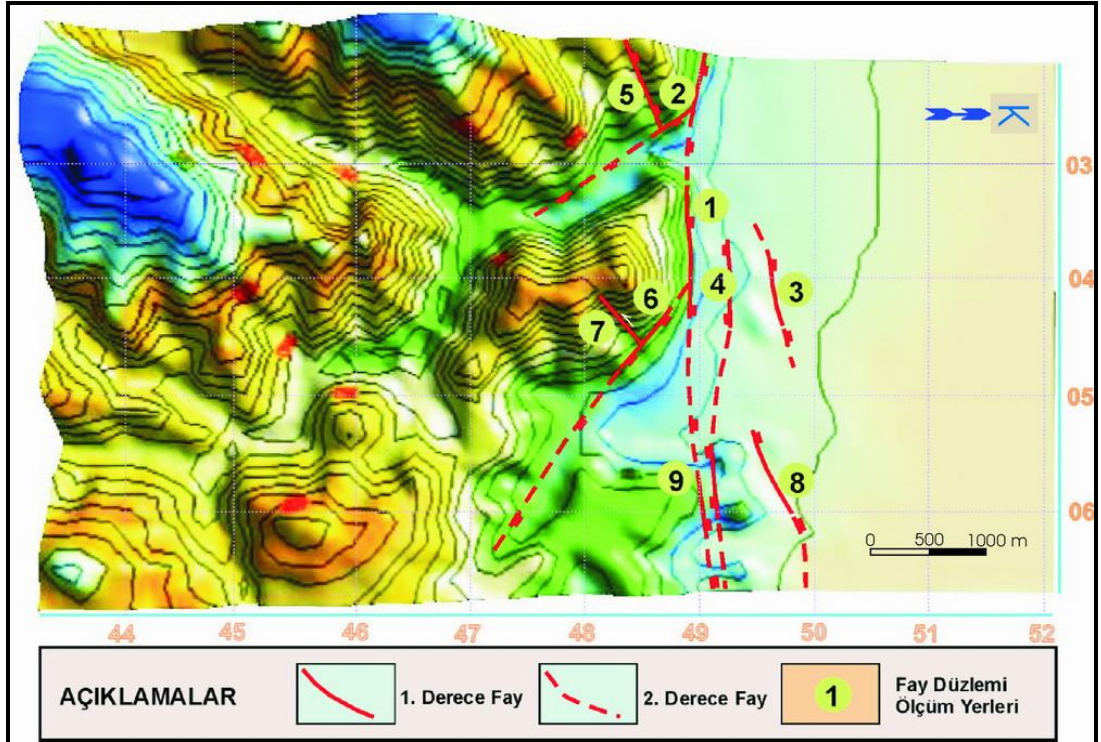 5
2
K
03
1
4
3
04
6
7
05
9
8
06
0 500 1000 m
44 45 46 47 48 49 50 51 52
AÇIKLAMALAR
1. Derece Fay
2. Derece Fay
1
Fay Düzlemi
Ölçüm Yerleri